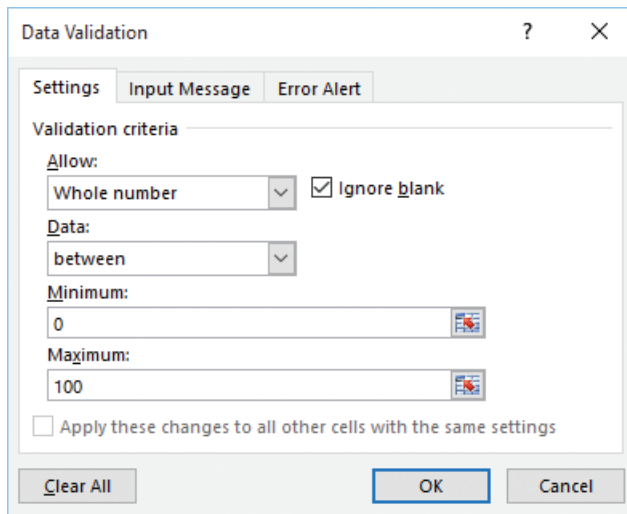 Data Validation ?
Settings Input Message Error Alert
Validation criteria
Allow:
Whole number Ignore blank
Data:
between
Minimum:
0
Maximum:
100
Apply these changes to all other cells with the same settings
Clear All OK Cancel